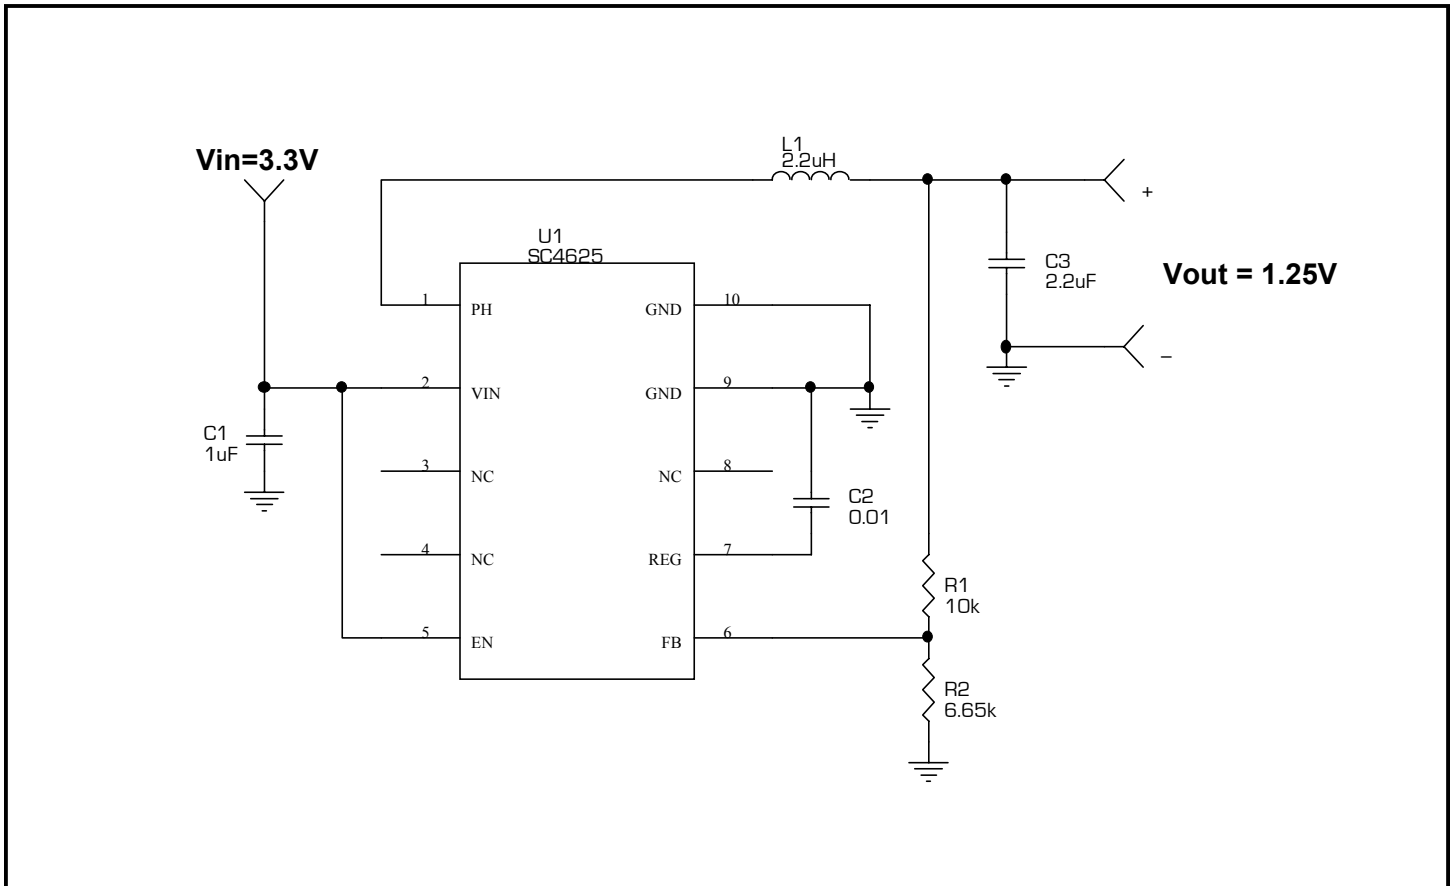 Vin=3.3V
L1
2.2uH
+
U1
SC4625
C3
2.2uF
Vout = 1.25V
1
PH
GND
10
–
2
VIN
GND
9
C1
1uF
3
NC
NC
8
C2
0.01
4
NC
REG
7
R1
10k
5
EN
FB
6
R2
6.65k